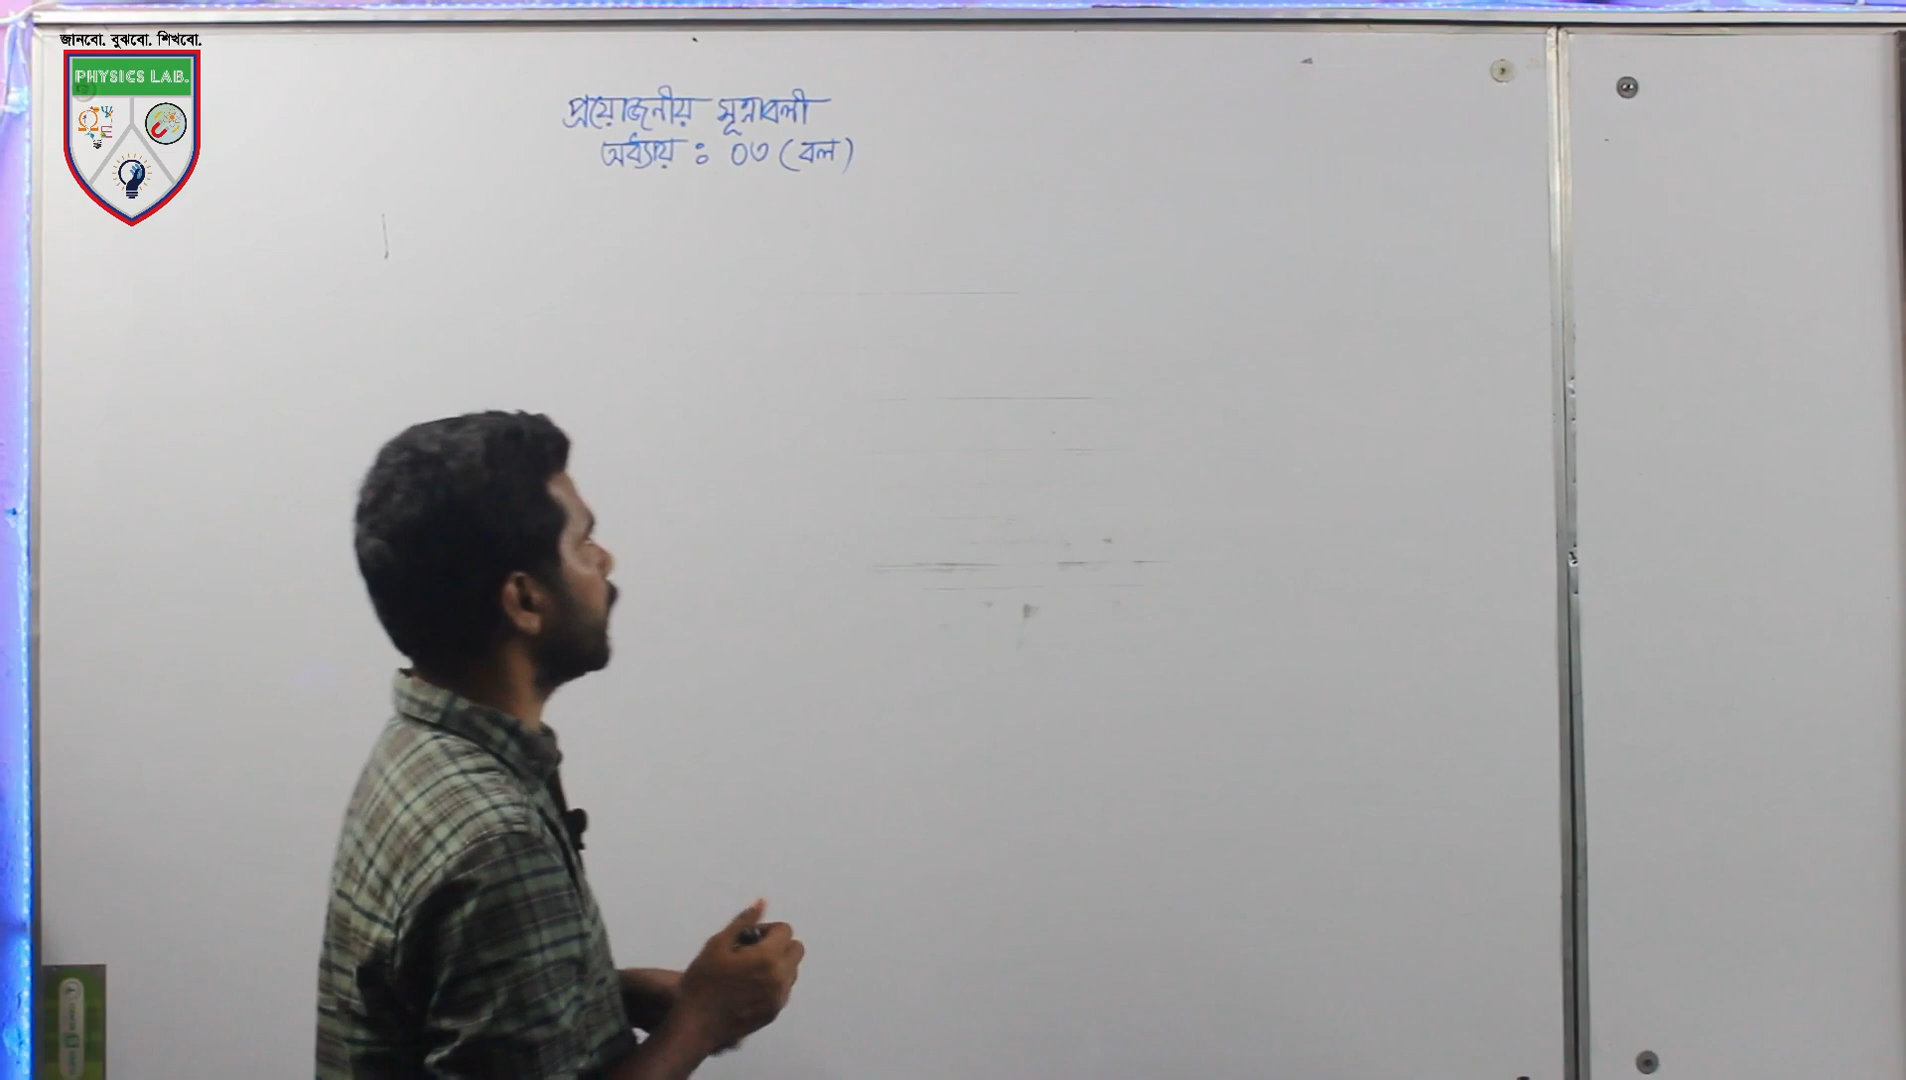 জানবো. বুঝবো. শিখবো.
PHYSICS LAB.
প্রয়োজনীয় সূত্রাবলী
অধ্যায় : ০৩ (বল)